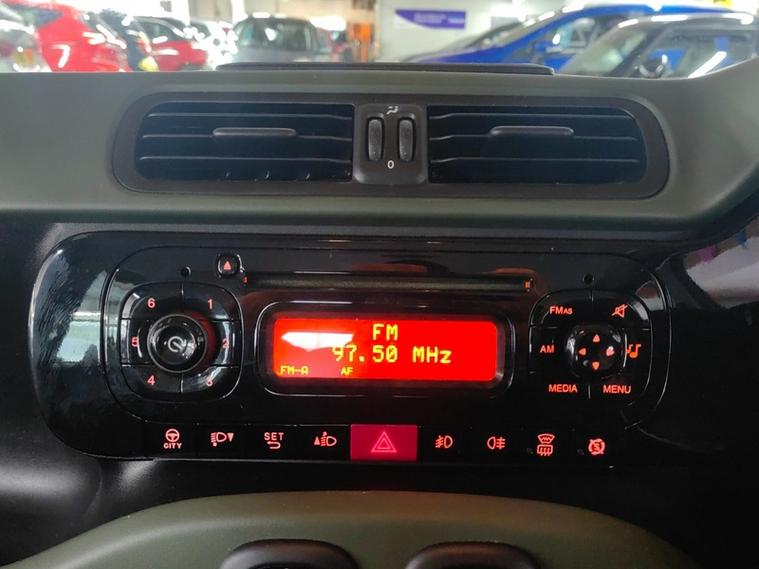 0
6 1
5 2
4 3
FM
97.50 MHz
FM-A AF
FMAS
AM
MEDIA MENU
CITY
SET